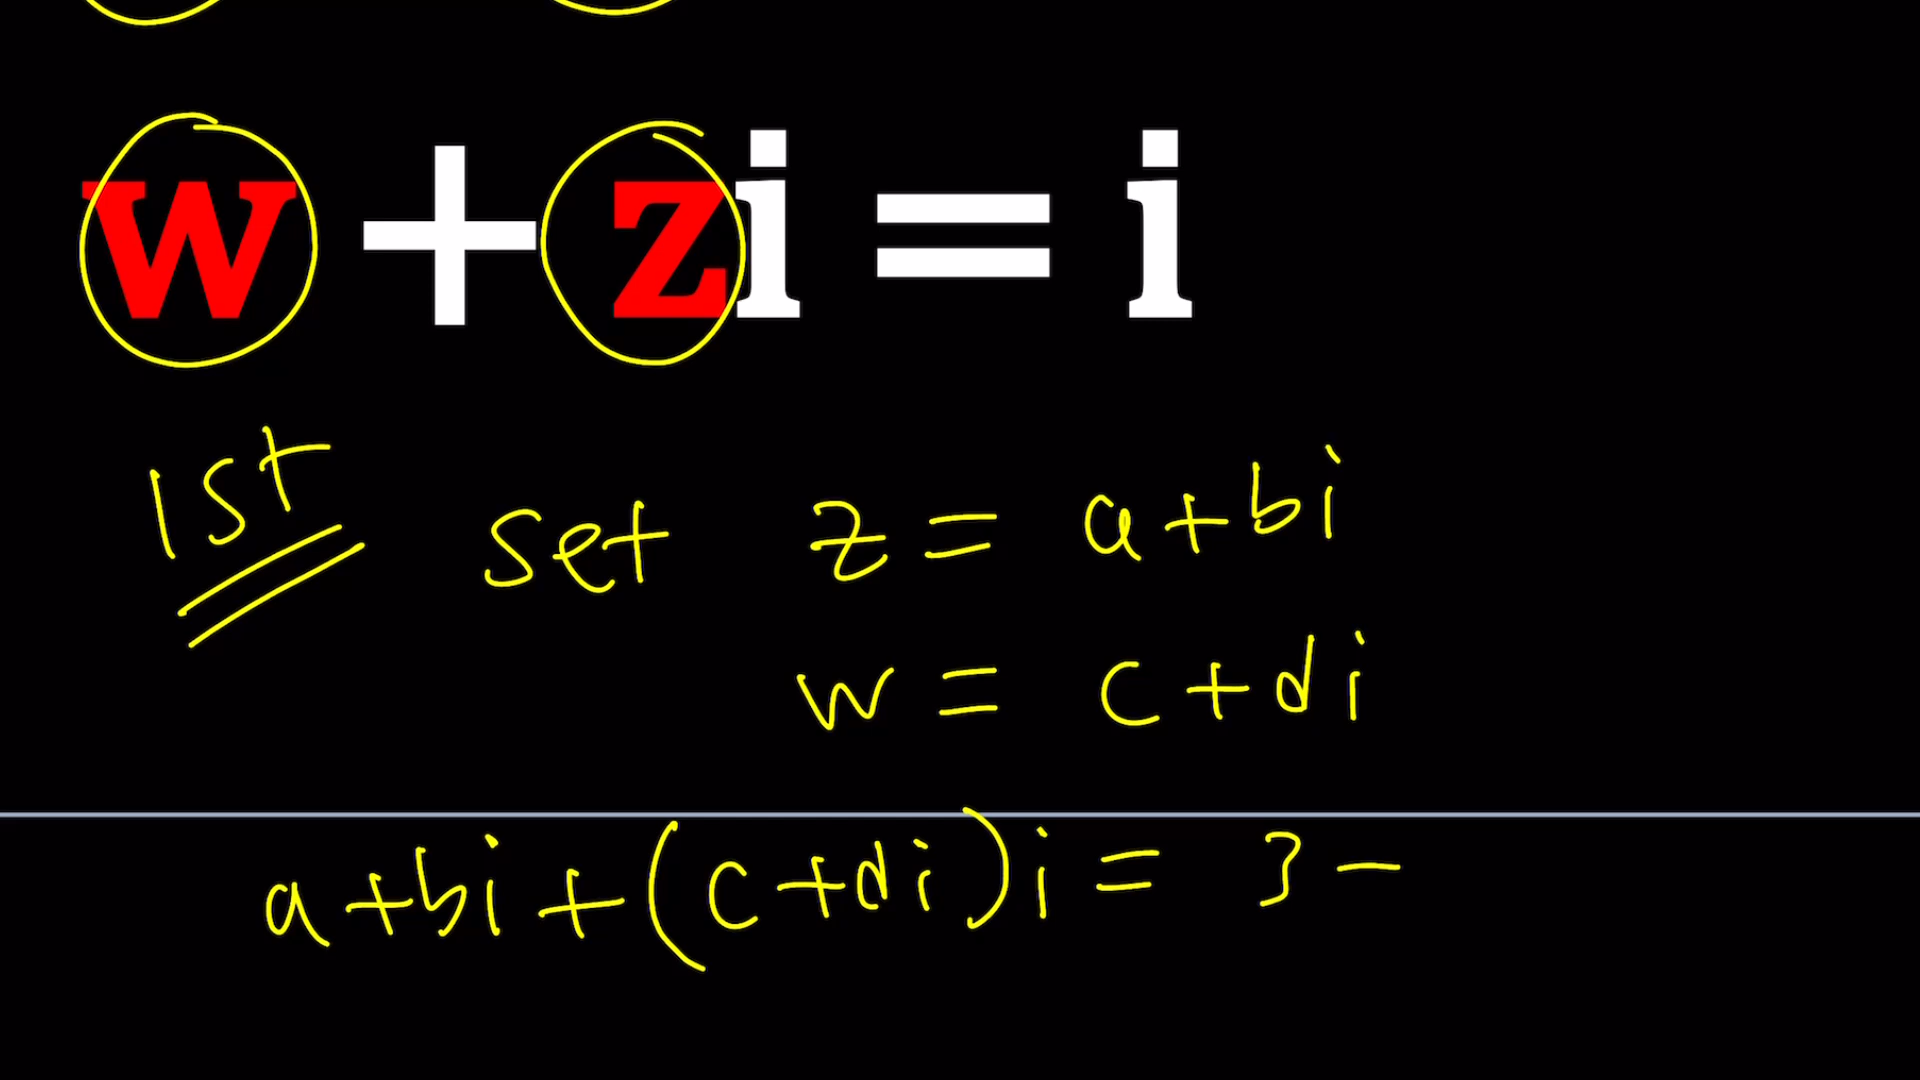 w + zi = i
1st set z = a+bi
w = c+di
a+bi+(c+di)i = 3 -